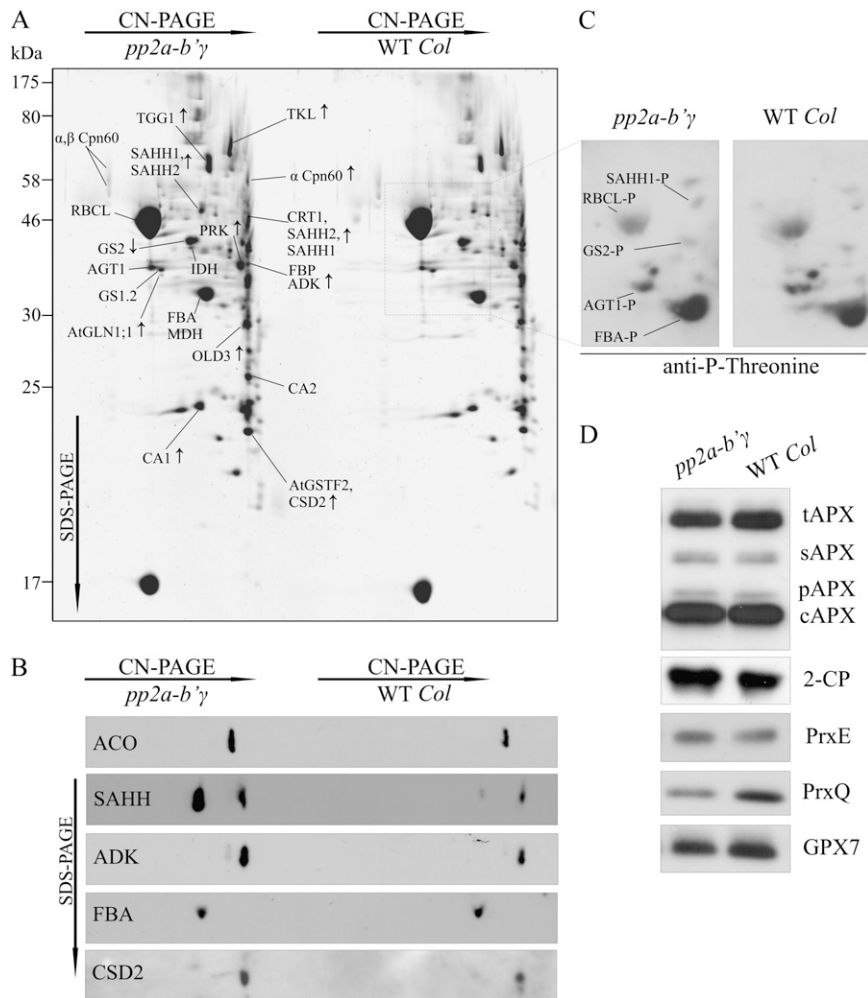 A
CN-PAGE
CN-PAGE
pp2a-b'γ
WT Col
kDa
175
80
58
46
30
25
17
SDS-PAGE
TGG1 ↑
TKL ↑
α,β Cpn60
SAHH1, ↑
SAHH2
α Cpn60 ↑
RBCL
PRK ↑
CRT1,
SAHH2, ↑
SAHH1
GS2 ↓
IDH
AGT1
FBP
ADK ↑
GS1.2
AtGLN1;1 ↑
FBA
MDH
OLD3 ↑
CA2
CA1 ↑
AtGSTF2,
CSD2 ↑
B
CN-PAGE
CN-PAGE
pp2a-b'γ
WT Col
SDS-PAGE
ACO
SAHH
ADK
FBA
CSD2
C
pp2a-b'γ
WT Col
SAHH1-P
RBCL-P
GS2-P
AGT1-P
FBA-P
anti-P-Threonine
D
pp2a-b'γ
WT Col
tAPX
sAPX
pAPX
cAPX
2-CP
PrxE
PrxQ
GPX7